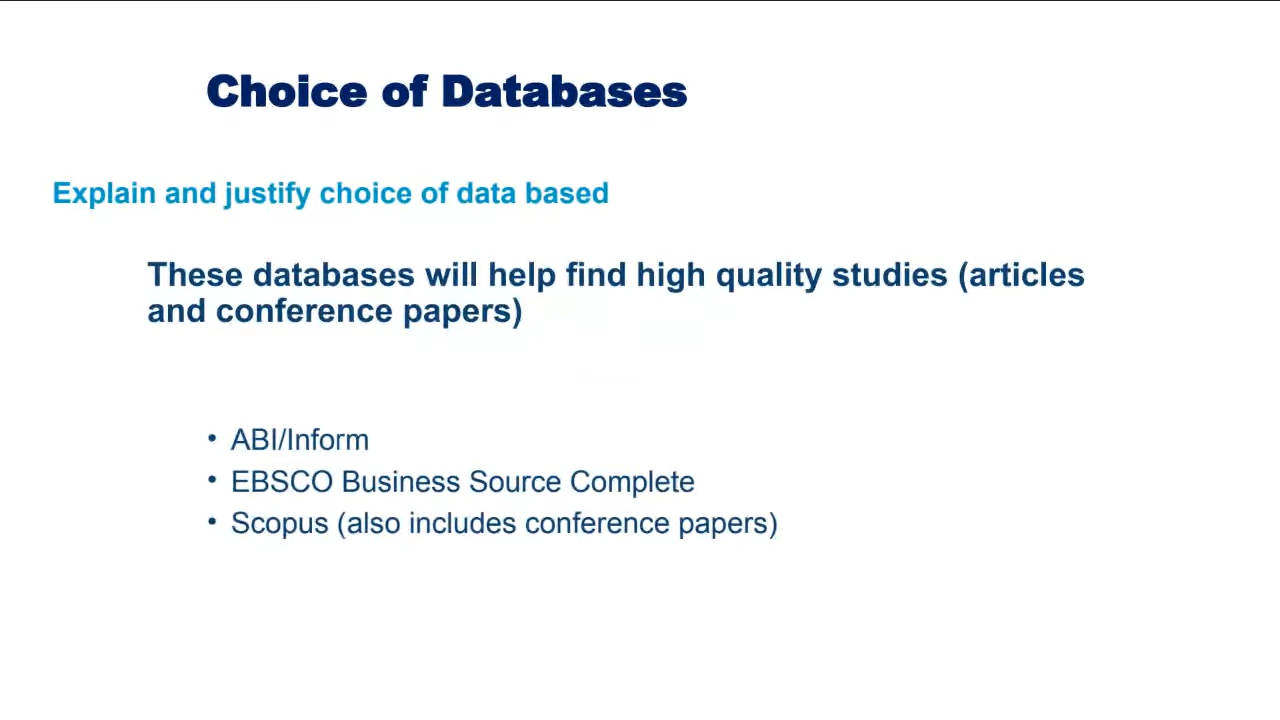 Choice of Databases
Explain and justify choice of data based
These databases will help find high quality studies (articles
and conference papers)
• ABI/Inform
• EBSCO Business Source Complete
• Scopus (also includes conference papers)